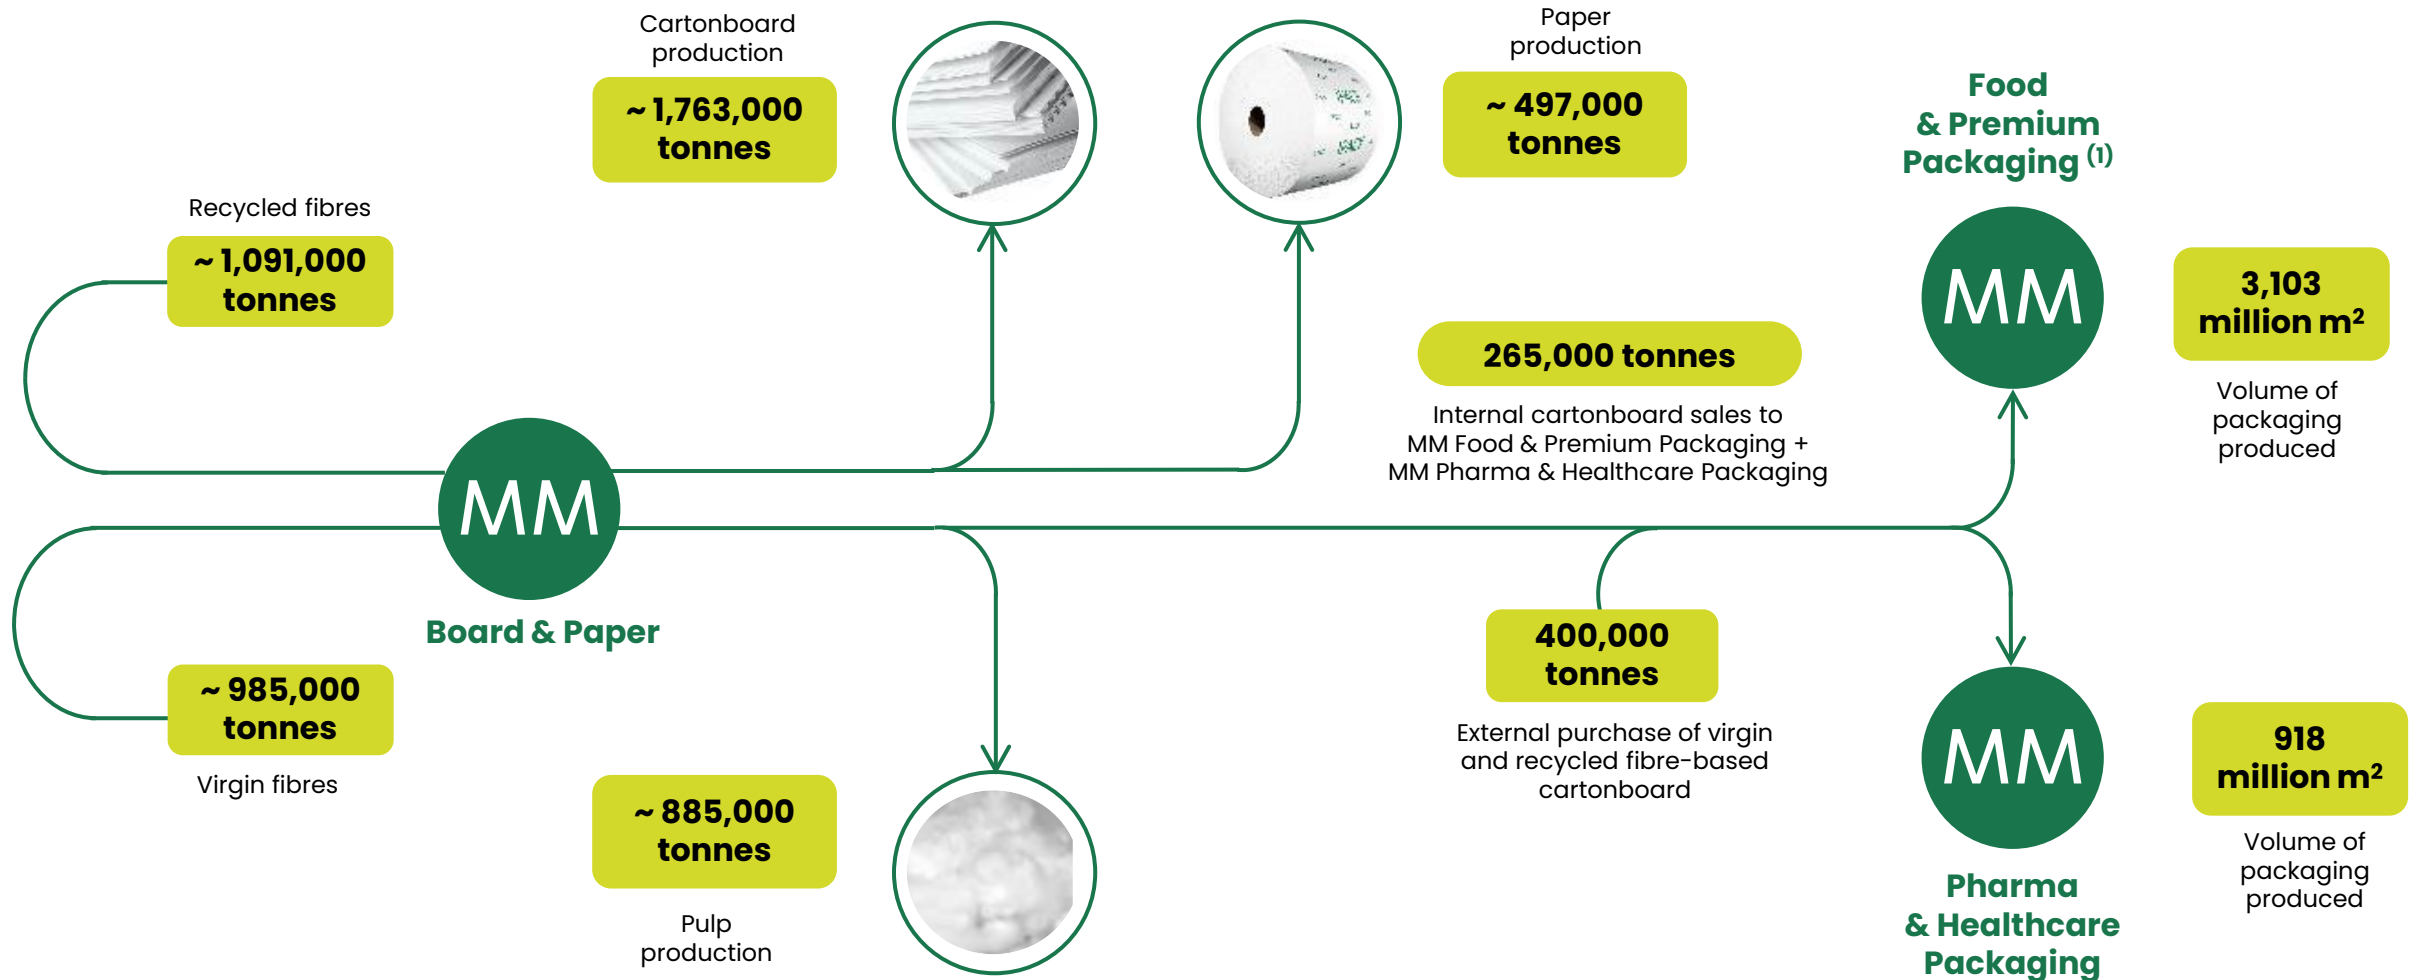 Cartonboard
production
~ 1,763,000
tonnes
Paper
production
~ 497,000
tonnes
Food
& Premium
Packaging (1)
MM
3,103
million m²
Volume of
packaging
produced
Recycled fibres
~ 1,091,000
tonnes
265,000 tonnes
Internal cartonboard sales to
MM Food & Premium Packaging +
MM Pharma & Healthcare Packaging
MM
Board & Paper
~ 985,000
tonnes
Virgin fibres
~ 885,000
tonnes
Pulp
production
400,000
tonnes
External purchase of virgin
and recycled fibre-based
cartonboard
MM
Pharma
& Healthcare
Packaging
918
million m²
Volume of
packaging
produced